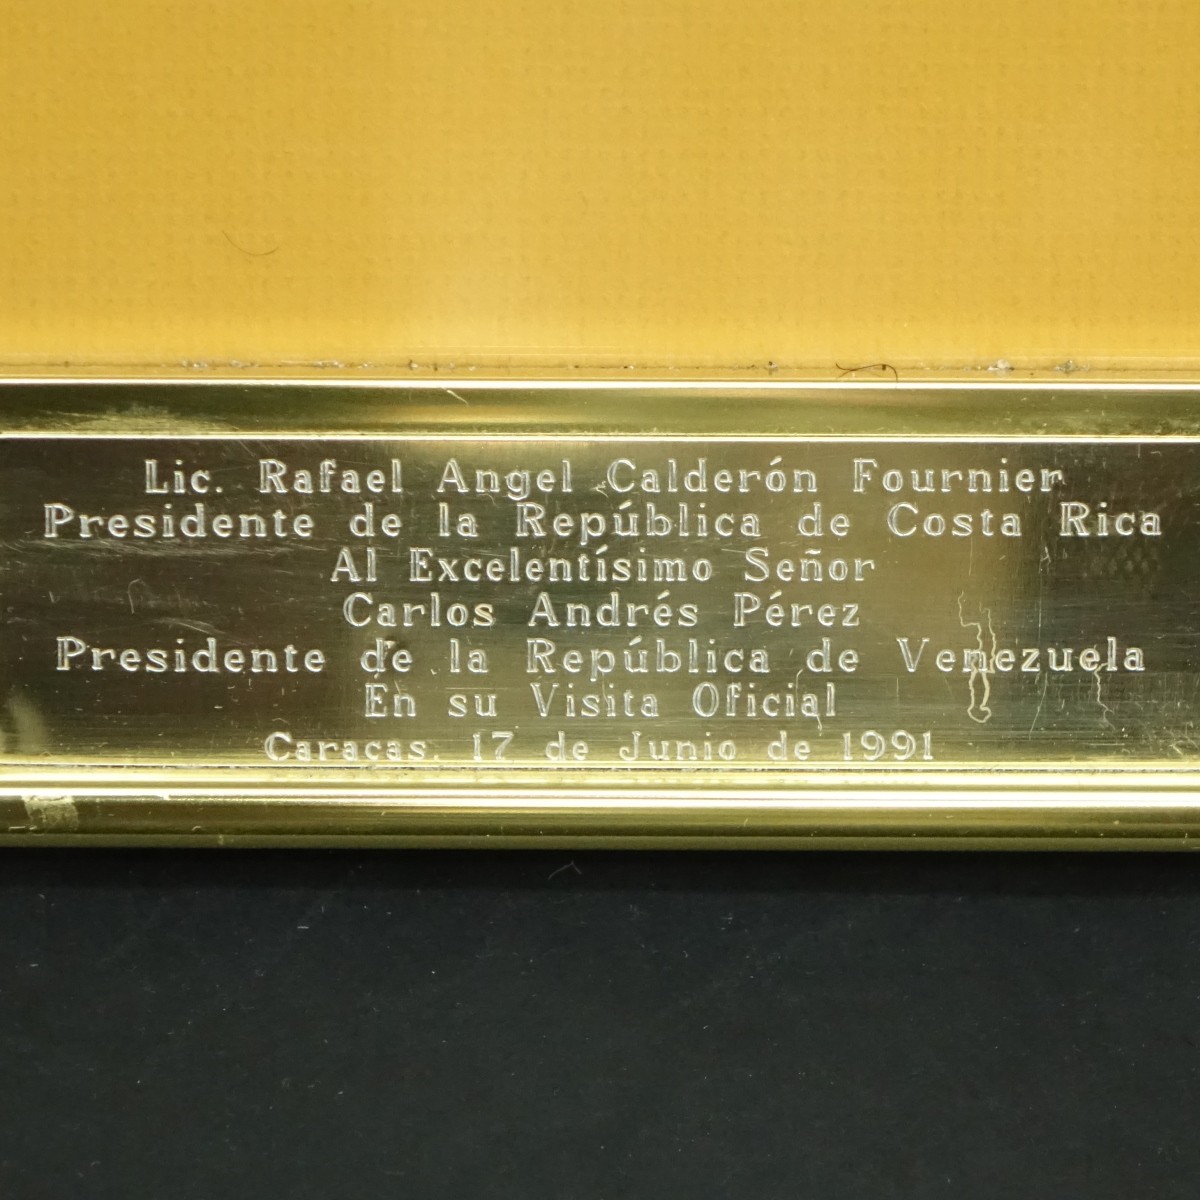 Lic. Rafael Angel Calderón Fournier
Presidente de la República de Costa Rica
Al Excelentísimo Señor
Carlos Andrés Pérez
Presidente de la República de Venezuela
En su Visita Oficial
Caracas, 17 de Junio de 1991